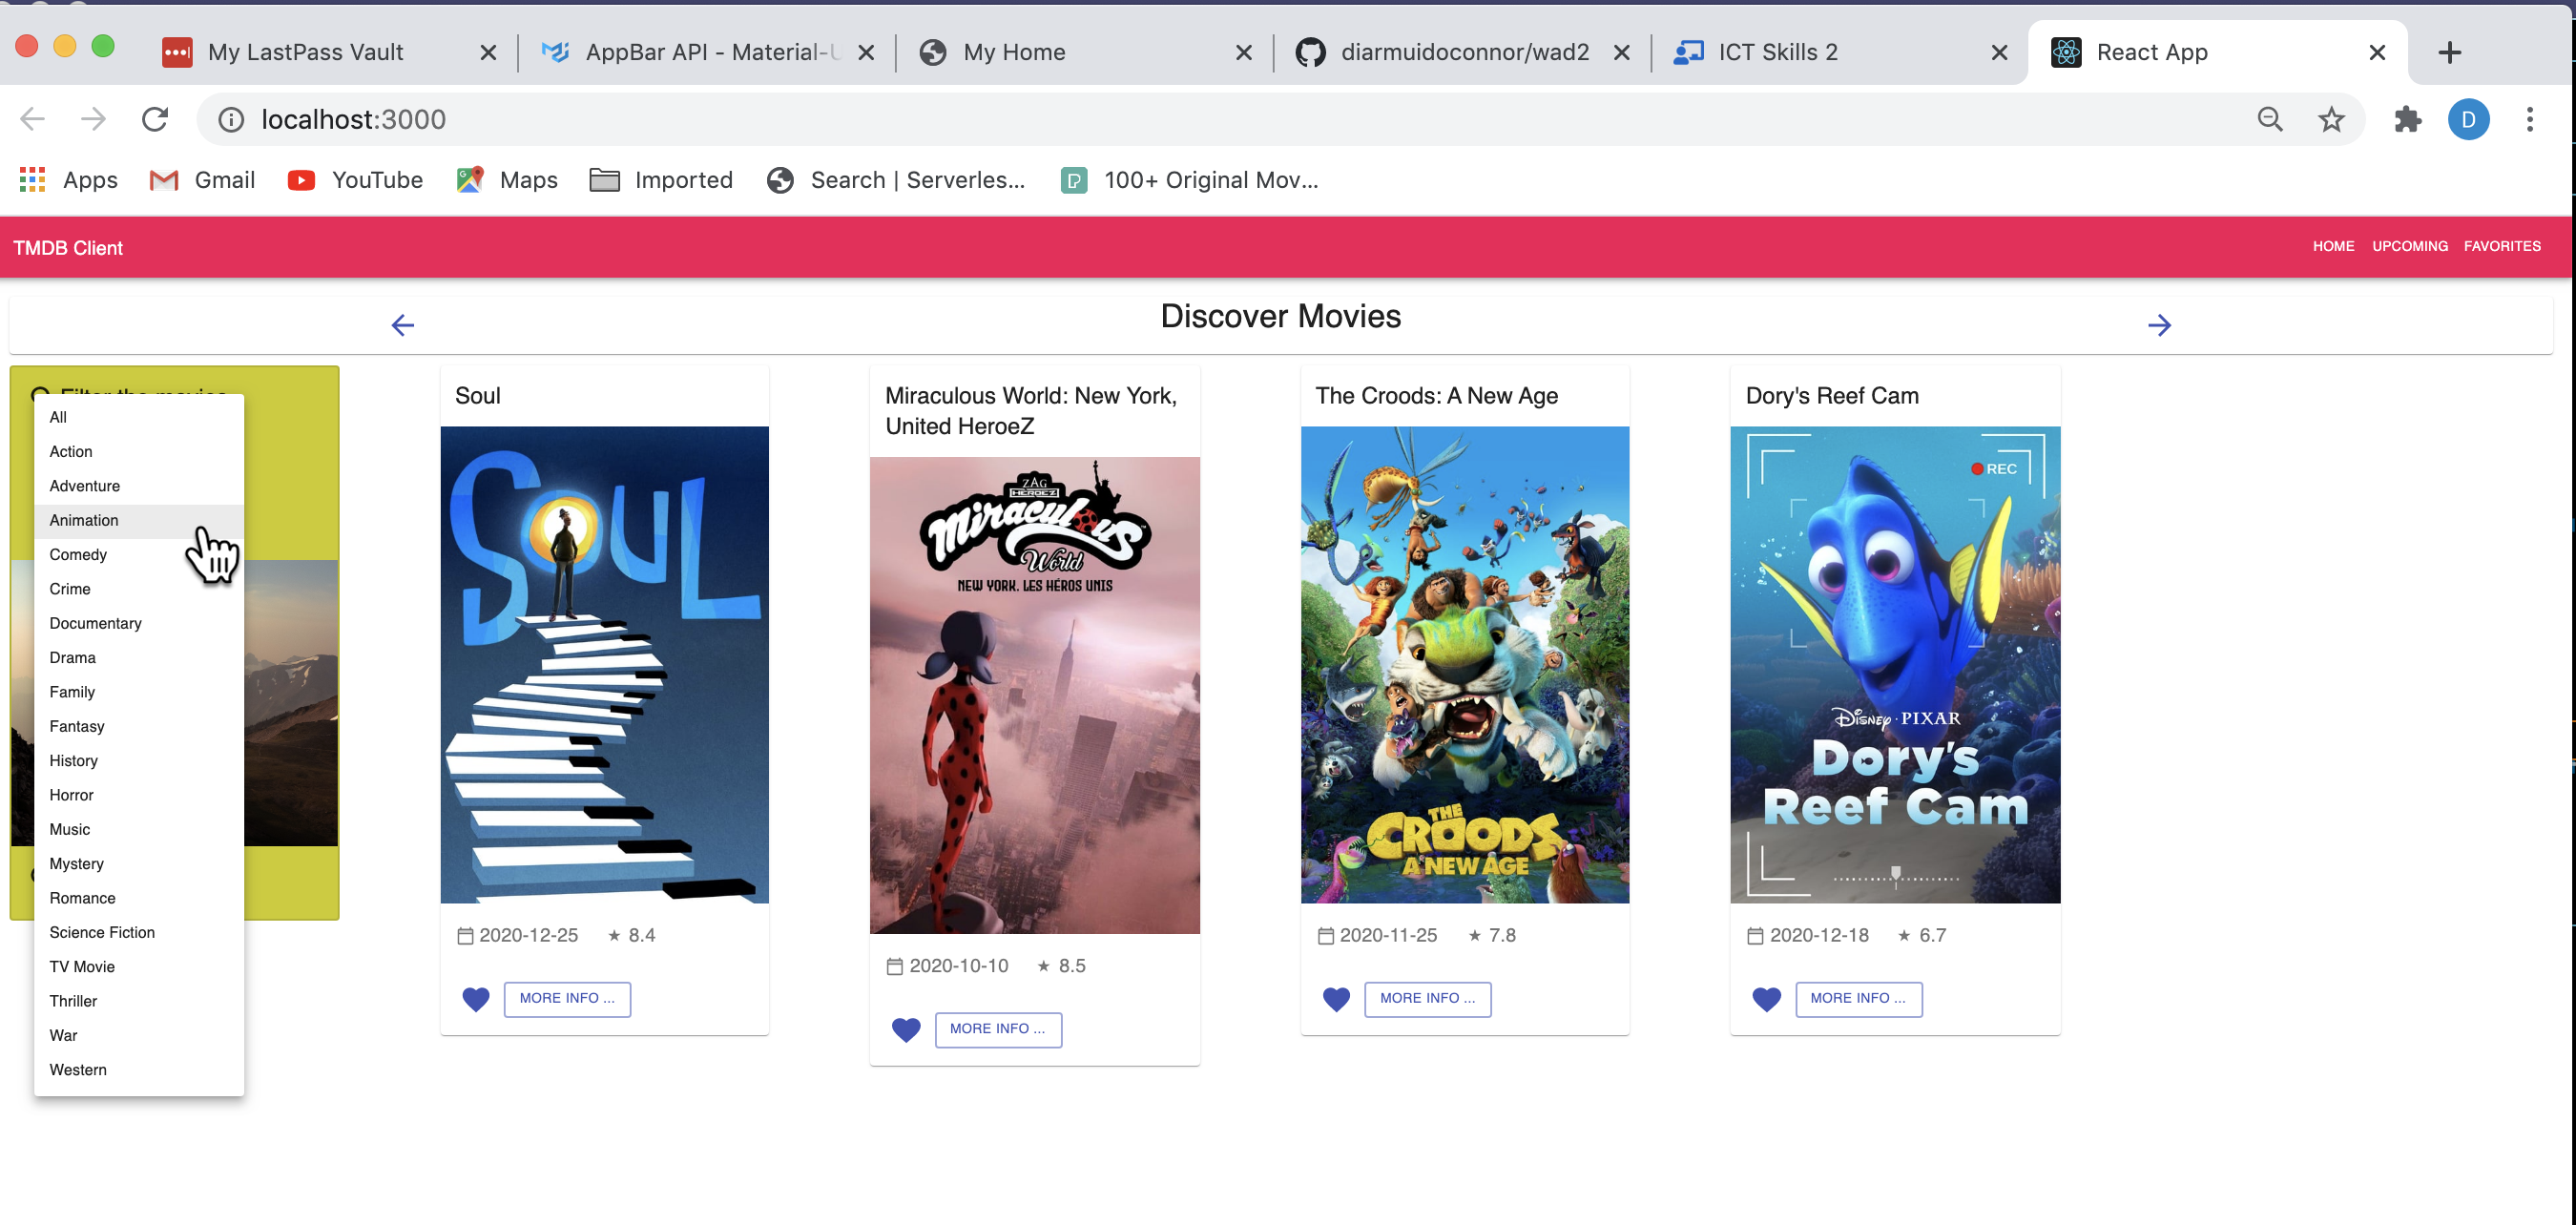 My LastPass Vault
AppBar API - Material-U
My Home
diarmuidoconnor/wad2
ICT Skills 2
React App
localhost:3000
D
Apps
Gmail
YouTube
Maps
Imported
Search | Serverles...
100+ Original Mov...
TMDB Client
HOME
UPCOMING
FAVORITES
Discover Movies
Filter the movies.
All
Action
Adventure
Animation
Comedy
Crime
Documentary
Drama
Family
Fantasy
History
Horror
Music
Mystery
Romance
Science Fiction
TV Movie
Thriller
War
Western
Soul
SOUL
2020-12-25
8.4
MORE INFO ...
Miraculous World: New York,
United HeroeZ
ZAG
HEROEZ
Miraculous
World
NEW YORK, LES HÉROS UNIS
2020-10-10
8.5
MORE INFO ...
The Croods: A New Age
THE
CROODS
A NEW AGE
2020-11-25
7.8
MORE INFO ...
Dory's Reef Cam
REC
Disney · PIXAR
Dory's
Reef Cam
2020-12-18
6.7
MORE INFO ...